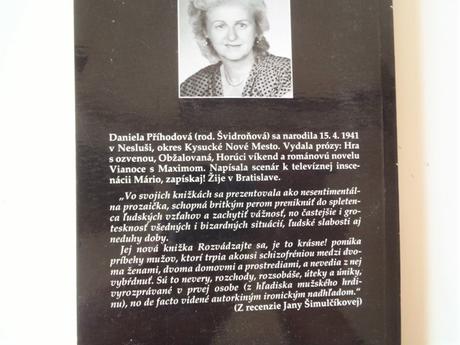 Daniela Příhodová (rod. Švidroňová) sa narodila 15. 4. 1941
v Nesluši, okres Kysucké Nové Mesto. Vydala prózy: Hra
s ozvenou, Obžalovaná, Horúci víkend a románovú novelu
Vianoce s Maximom. Napísala scenár k televíznej insce-
nácii Mário, zapískaj! Žije v Bratislave.
„Vo svojich knižkách sa prezentovala ako nesentimentál-
na prozaička, schopná britkým perom preniknúť do spletenca
ľudských vzťahov a zachytiť vážnosť, no častejšie i gro-
tesknosť všedných i bizardných situácií, ľudské slabosti aj
neduhy doby.
Jej nová knižka Rozvádzajte sa, je to krásne! ponúka
príbehy mužov, ktorí trpia akousi schizofréniou medzi dvo-
ma ženami, dvoma domovmi a prostrediami, a nevedia z nej
vybŕdnuť. Sú to nevery, rozchody, rozsobáše, úteky a úniky,
vyrozprávané v prvej osobe (z hľadiska mužského hrdi-
nu), no de facto videné autorkiným ironickým nadhľadom.“
(Z recenzie Jany Šimulčíkovej)